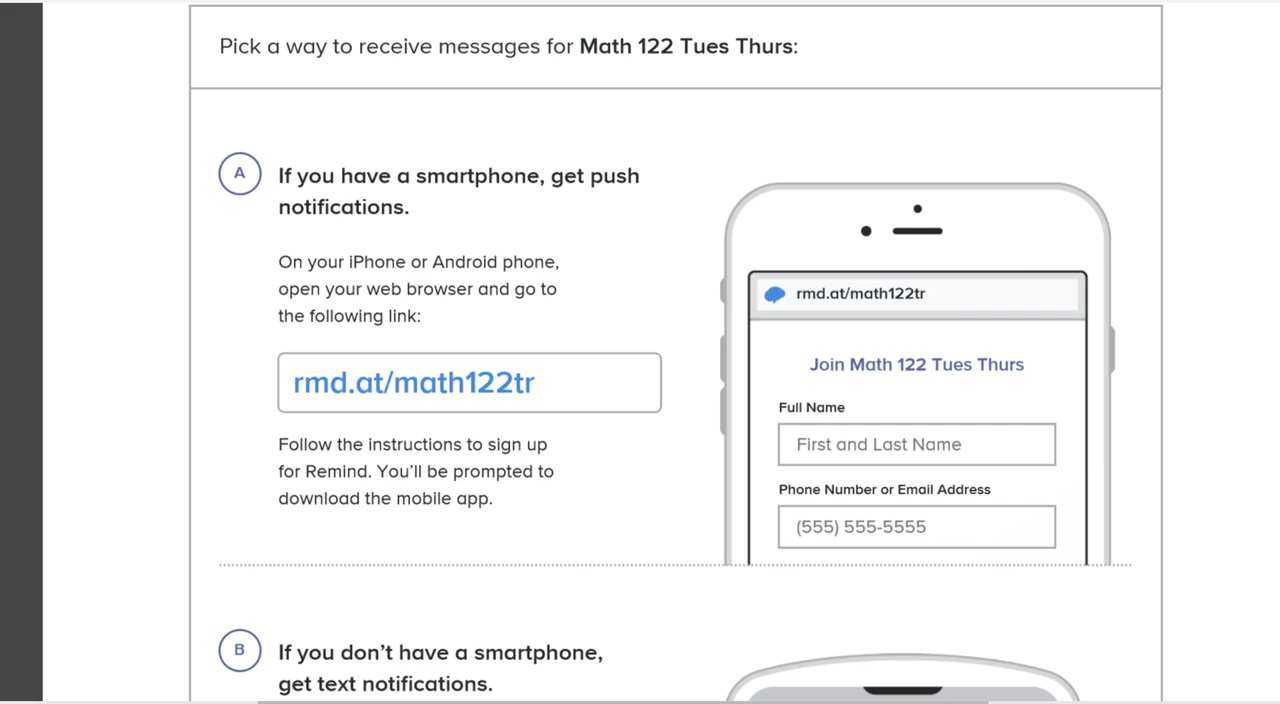 Pick a way to receive messages for Math 122 Tues Thurs:
A
If you have a smartphone, get push
notifications.
On your iPhone or Android phone,
open your web browser and go to
the following link:
rmd.at/math122tr
Follow the instructions to sign up
for Remind. You’ll be prompted to
download the mobile app.
rmd.at/math122tr
Join Math 122 Tues Thurs
Full Name
First and Last Name
Phone Number or Email Address
(555) 555-5555
B
If you don’t have a smartphone,
get text notifications.